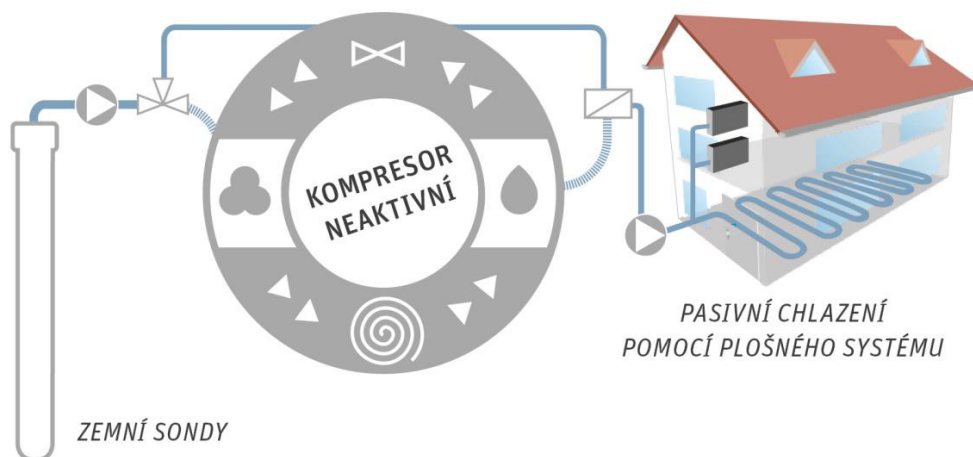 KOMPRESOR
NEAKTIVNÍ
PASIVNÍ CHLAZENÍ
POMOCÍ PLOŠNÉHO SYSTÉMU
ZEMNÍ SONDY